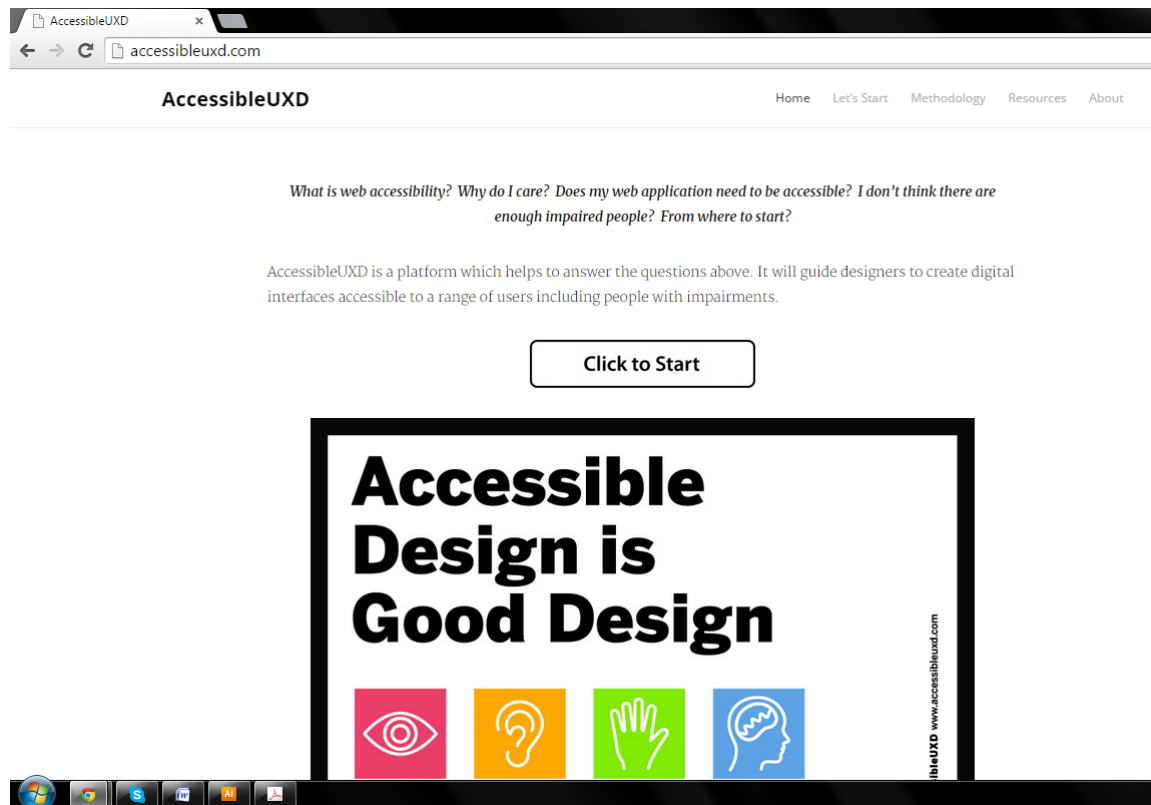 AccessibleUXD
accessibleuxd.com
AccessibleUXD
Home Let's Start Methodology Resources About
What is web accessibility? Why do I care? Does my web application need to be accessible? I don't think there are
enough impaired people? From where to start?
AccessibleUXD is a platform which helps to answer the questions above. It will guide designers to create digital
interfaces accessible to a range of users including people with impairments.
Click to Start
Accessible
Design is
Good Design
ibleUXD www.accessibleuxd.com
S
W
Ai